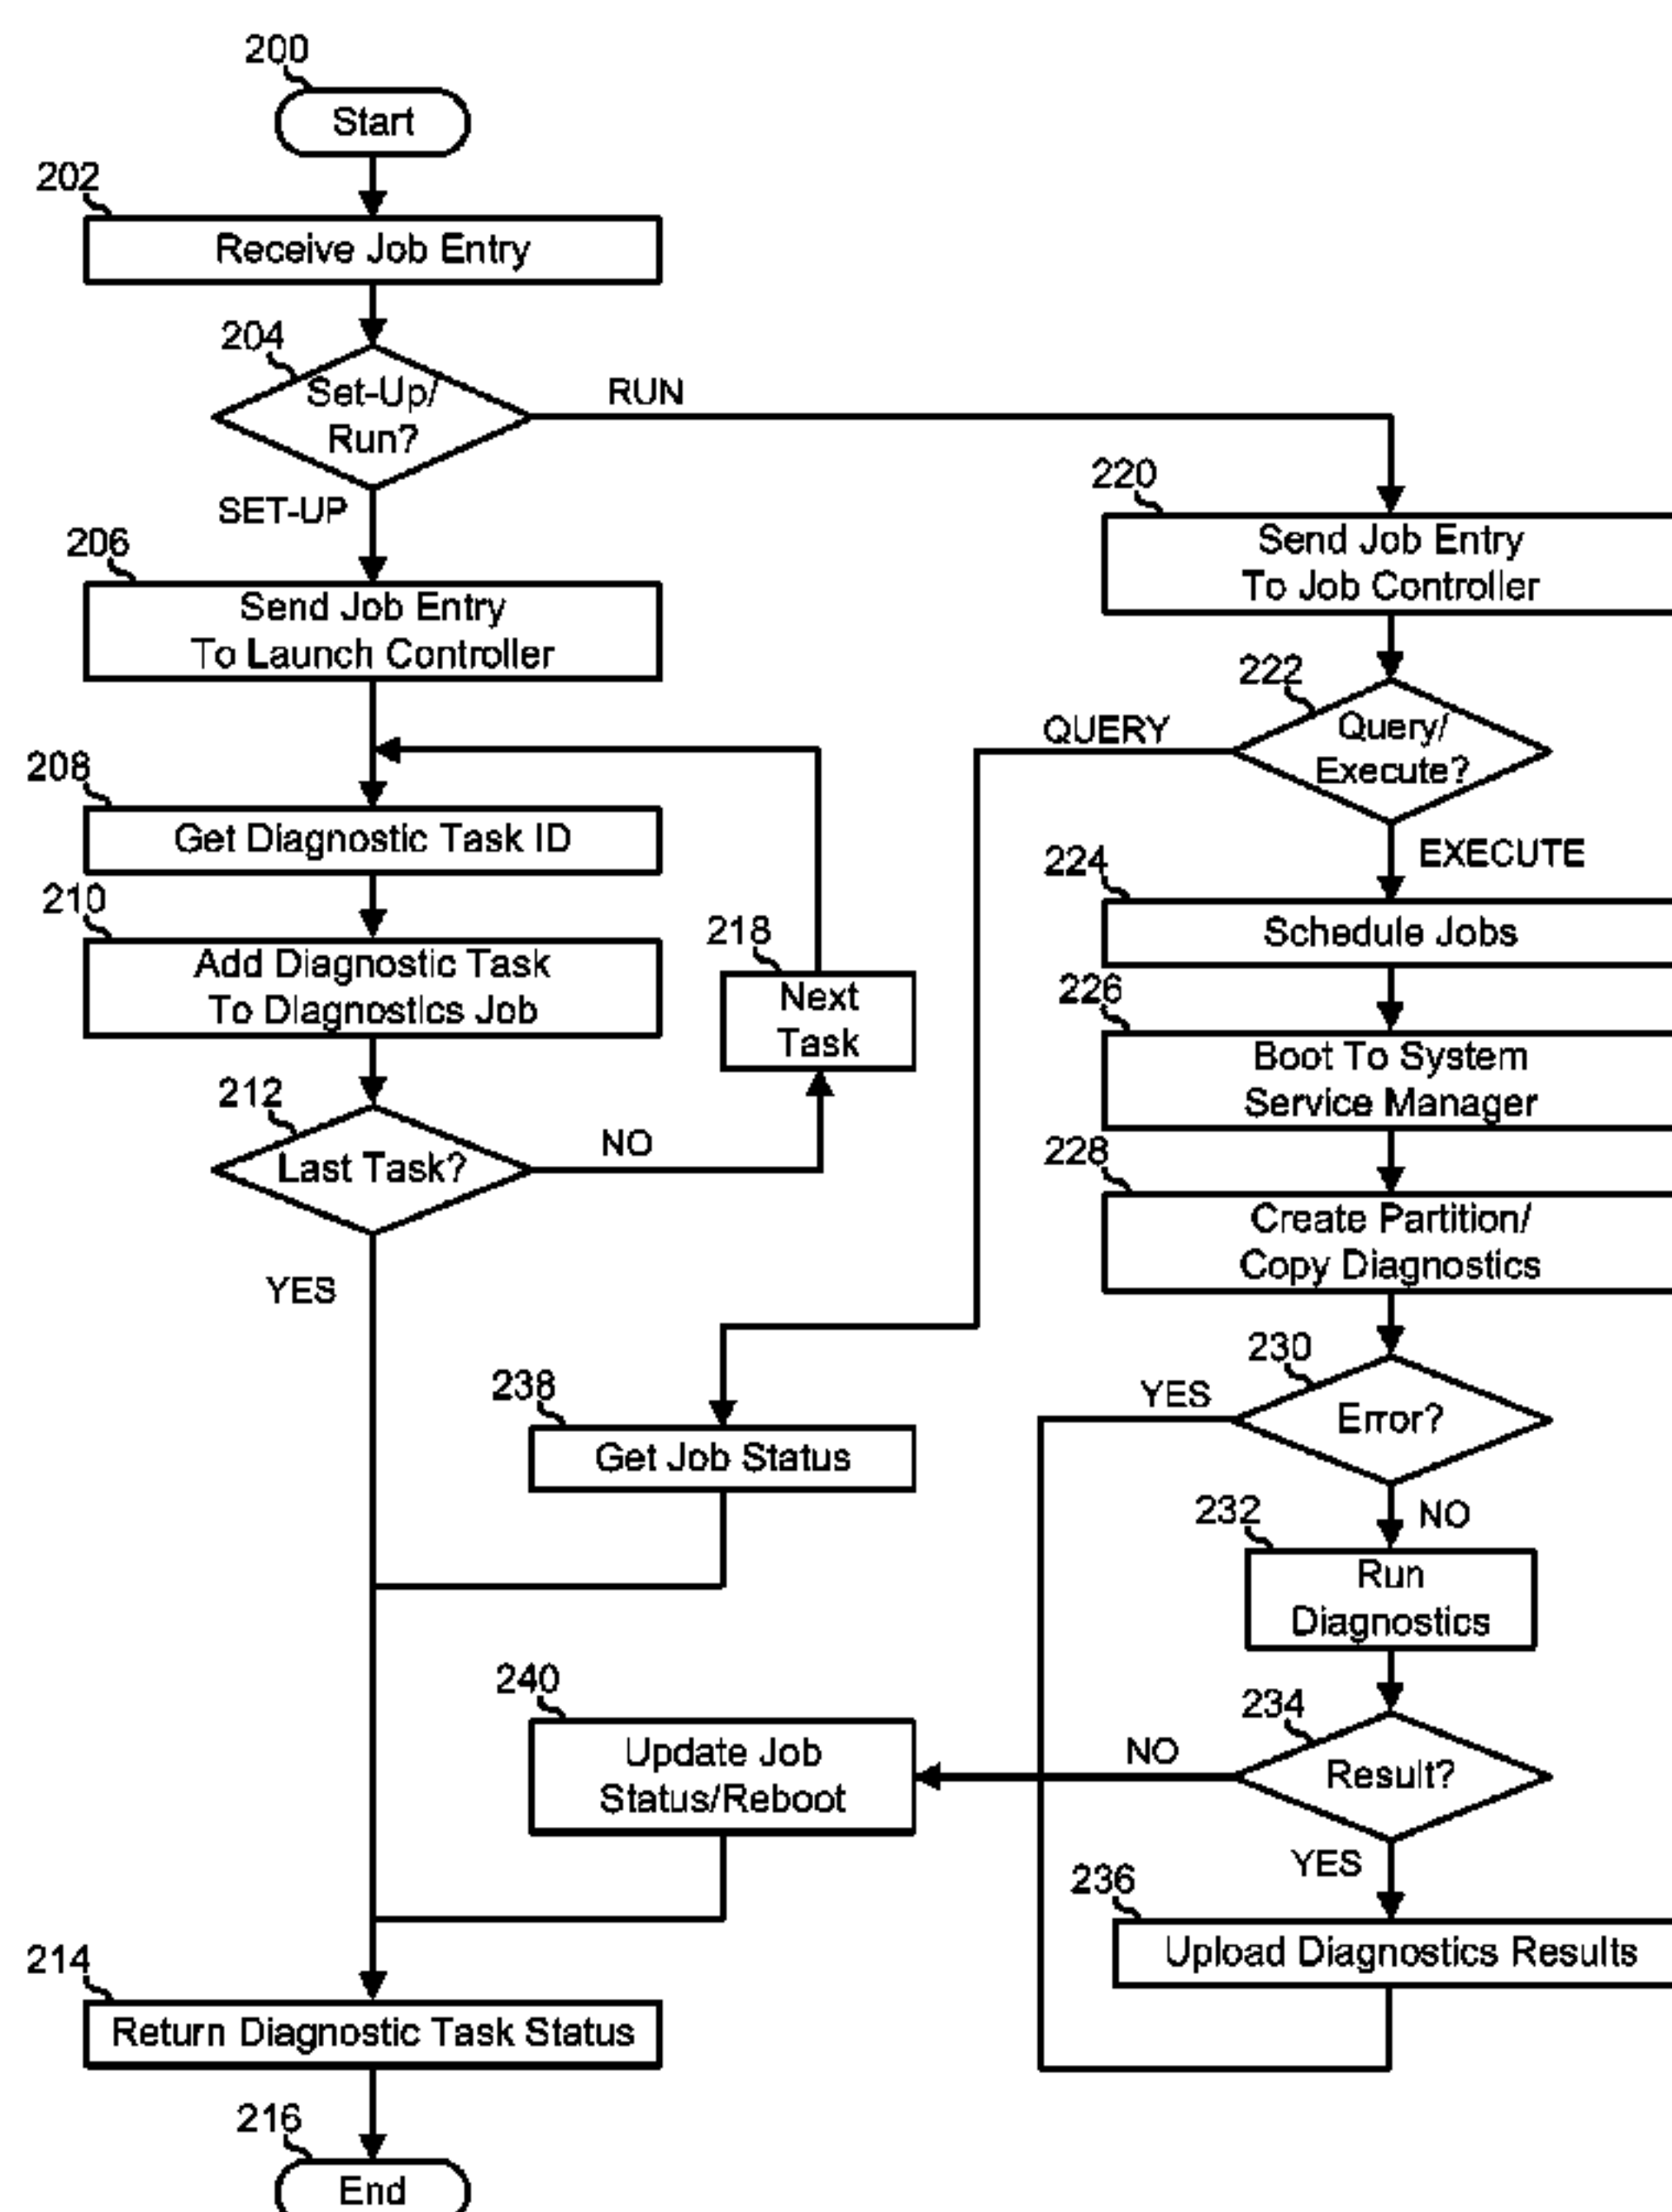 200
Start
202
Receive Job Entry
204
Set-Up/
Run?
RUN
SET-UP
206
Send Job Entry
To Launch Controller
208
Get Diagnostic Task ID
210
Add Diagnostic Task
To Diagnostics Job
218
Next
Task
212
Last Task?
NO
YES
220
Send Job Entry
To Job Controller
222
Query/
Execute?
QUERY
EXECUTE
224
Schedule Jobs
226
Boot To System
Service Manager
228
Create Partition/
Copy Diagnostics
230
Error?
YES
NO
232
Run
Diagnostics
234
Result?
NO
YES
236
Upload Diagnostics Results
238
Get Job Status
240
Update Job
Status/Reboot
214
Return Diagnostic Task Status
216
End